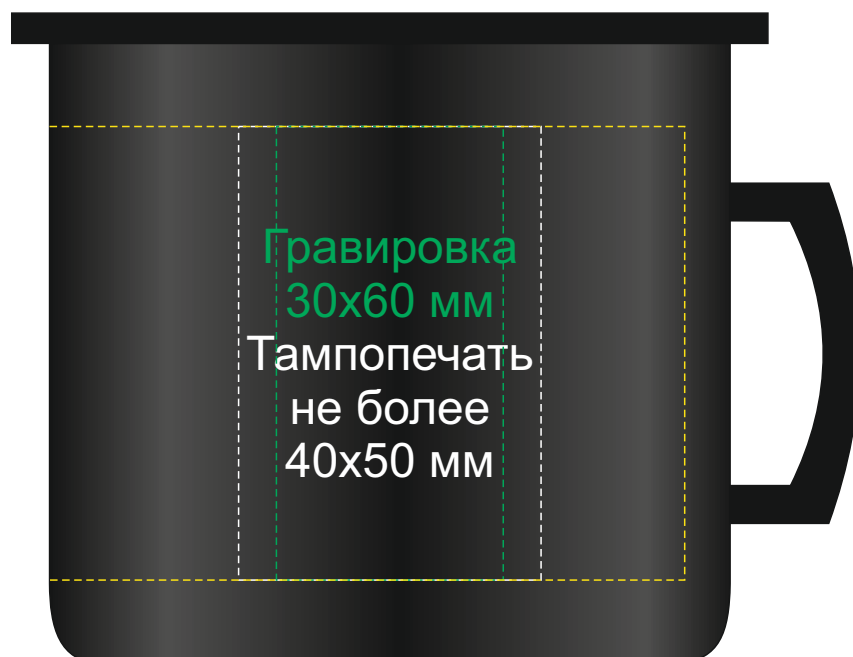 Гравировка
30х60 мм
Тампопечать
не более
40х50 мм